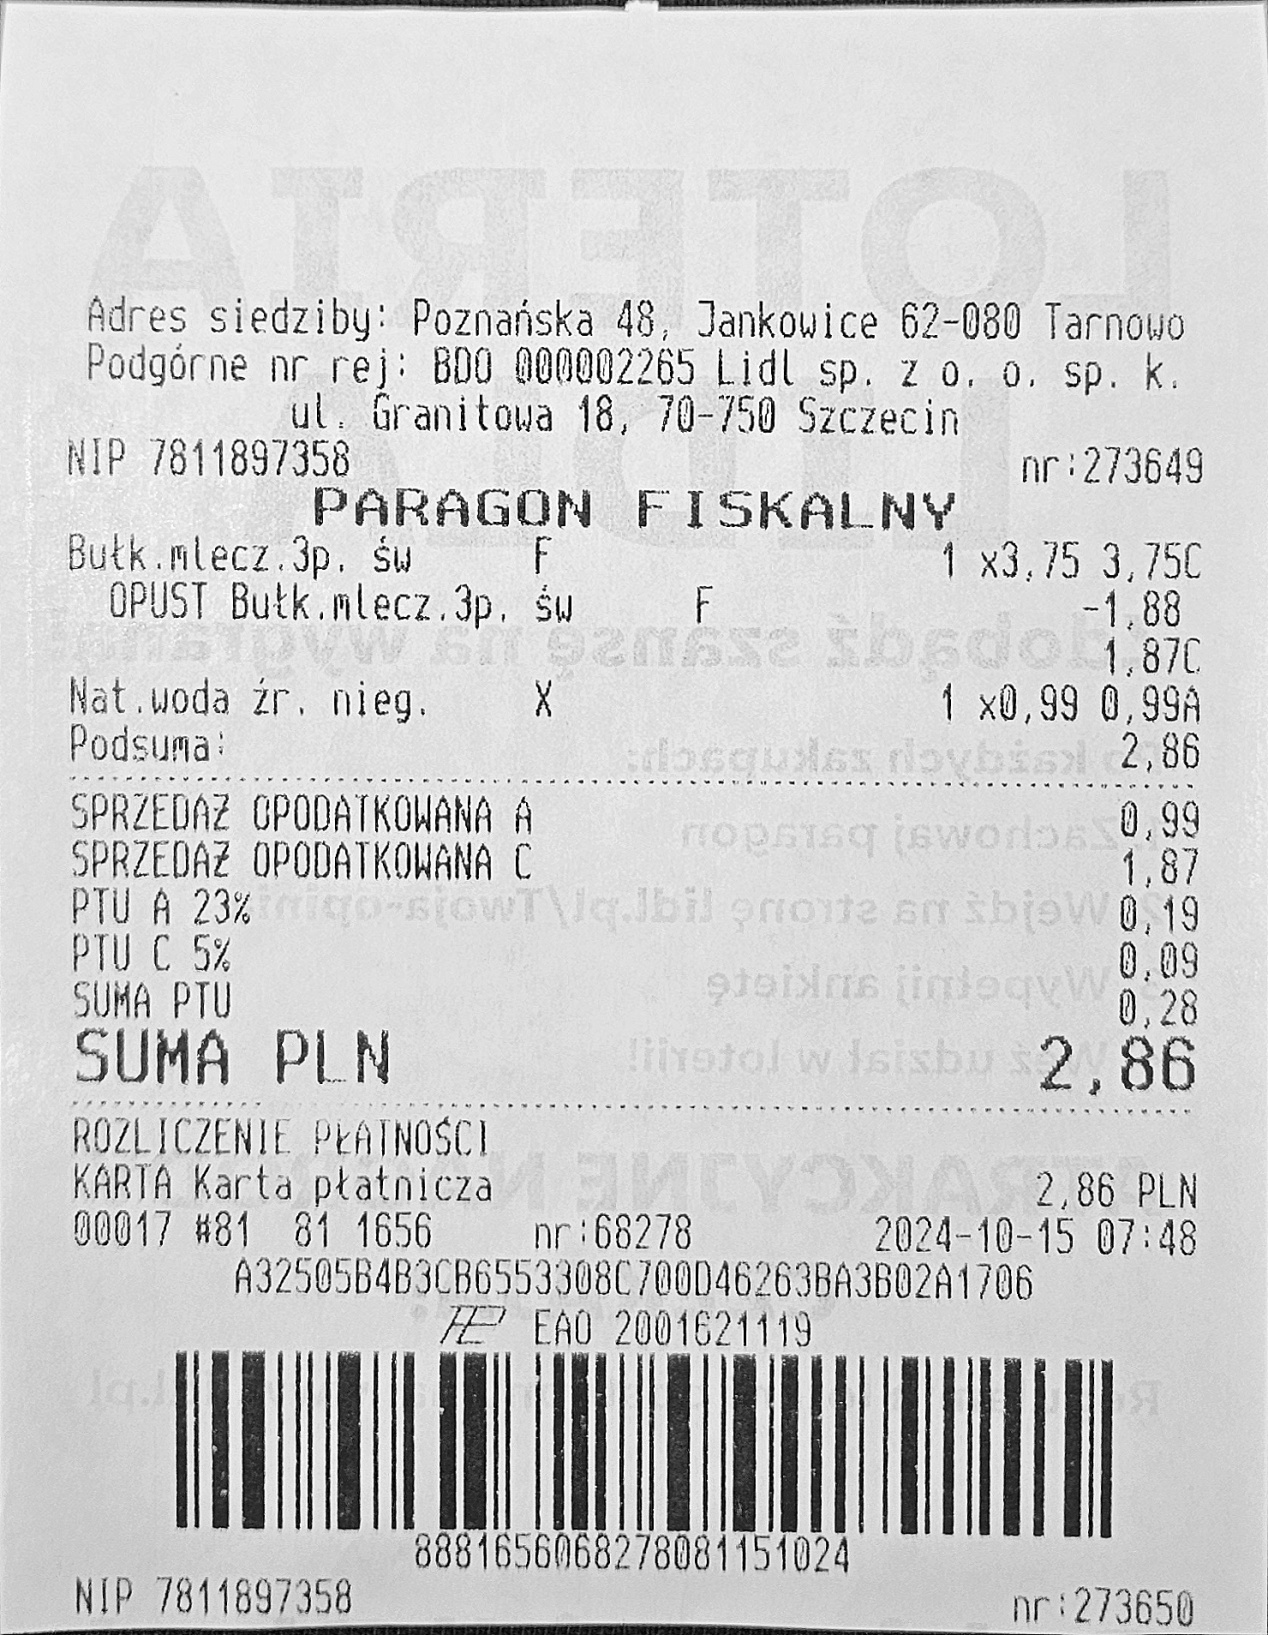 Adres siedziby: Poznańska 48, Jankowice 62-080 Tarnowo
Podgórne nr rej: BDO 000002265 Lidl sp. z o. o. sp. k.
ul. Granitowa 18, 70-750 Szczecin
NIP 7811897358 nr:273649
PARAGON FISKALNY
Bułk.mlecz.3p. św F 1 x3,75 3,75C
OPUST Bułk.mlecz.3p. św F -1,88
1,87C
Nat.woda źr. nieg. X 1 x0,99 0,99A
Podsuma: 2,86
SPRZEDAŻ OPODATKOWANA A 0,99
SPRZEDAŻ OPODATKOWANA C 1,87
PTU A 23% 0,19
PTU C 5% 0,09
SUMA PTU 0,28
SUMA PLN 2,86
ROZLICZENIE PŁATNOŚCI
KARTA Karta płatnicza 2,86 PLN
00017 #81 81 1656 nr:68278 2024-10-15 07:48
A32505B4B3CB6553308C700D46263BA3B02A1706
EAO 2001621119
8881656068278081151024
NIP 7811897358 nr:273650